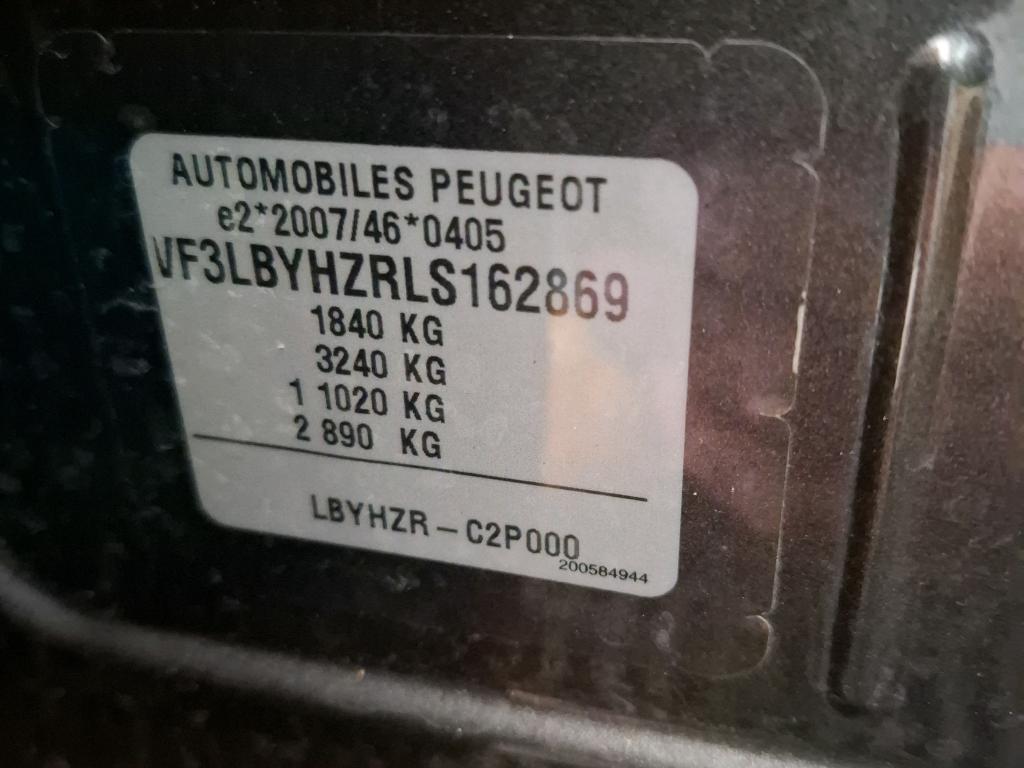 AUTOMOBILES PEUGEOT
e2*2007/46*0405
VF3LBYHZRLS162869
1840 KG
3240 KG
1 1020 KG
2 890 KG
LBYHZR - C2P000
200584944